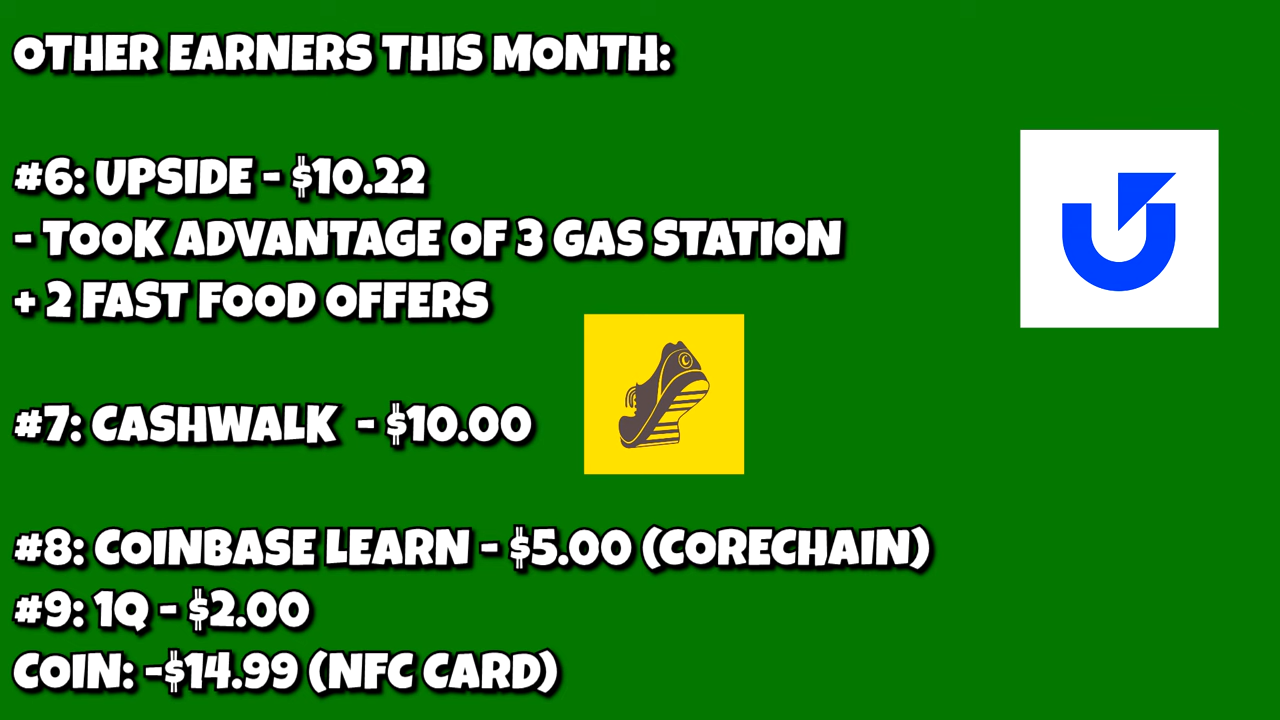 OTHER EARNERS THIS MONTH:
#6: UPSIDE - $10.22
- TOOK ADVANTAGE OF 3 GAS STATION
+ 2 FAST FOOD OFFERS
#7: CASHWALK - $10.00
#8: COINBASE LEARN - $5.00 (CORECHAIN)
#9: 1Q - $2.00
COIN: -$14.99 (NFC CARD)